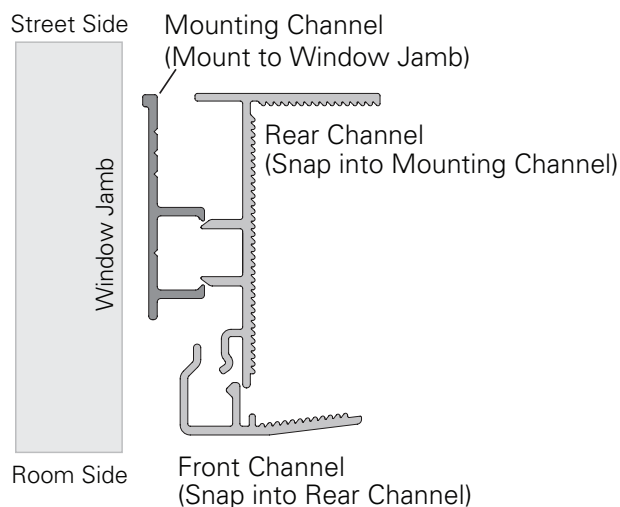 Street Side
Mounting Channel
(Mount to Window Jamb)
Rear Channel
(Snap into Mounting Channel)
Window Jamb
Room Side
Front Channel
(Snap into Rear Channel)